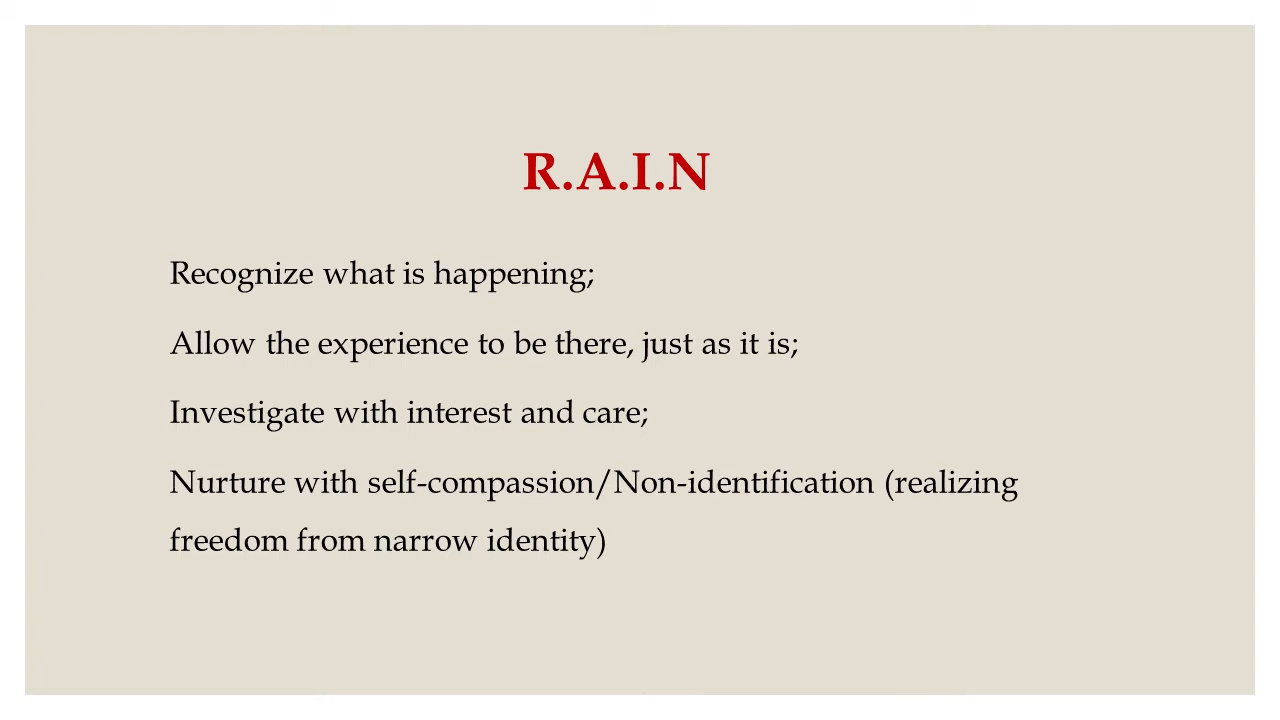 R.A.I.N
Recognize what is happening;
Allow the experience to be there, just as it is;
Investigate with interest and care;
Nurture with self-compassion/Non-identification (realizing
freedom from narrow identity)